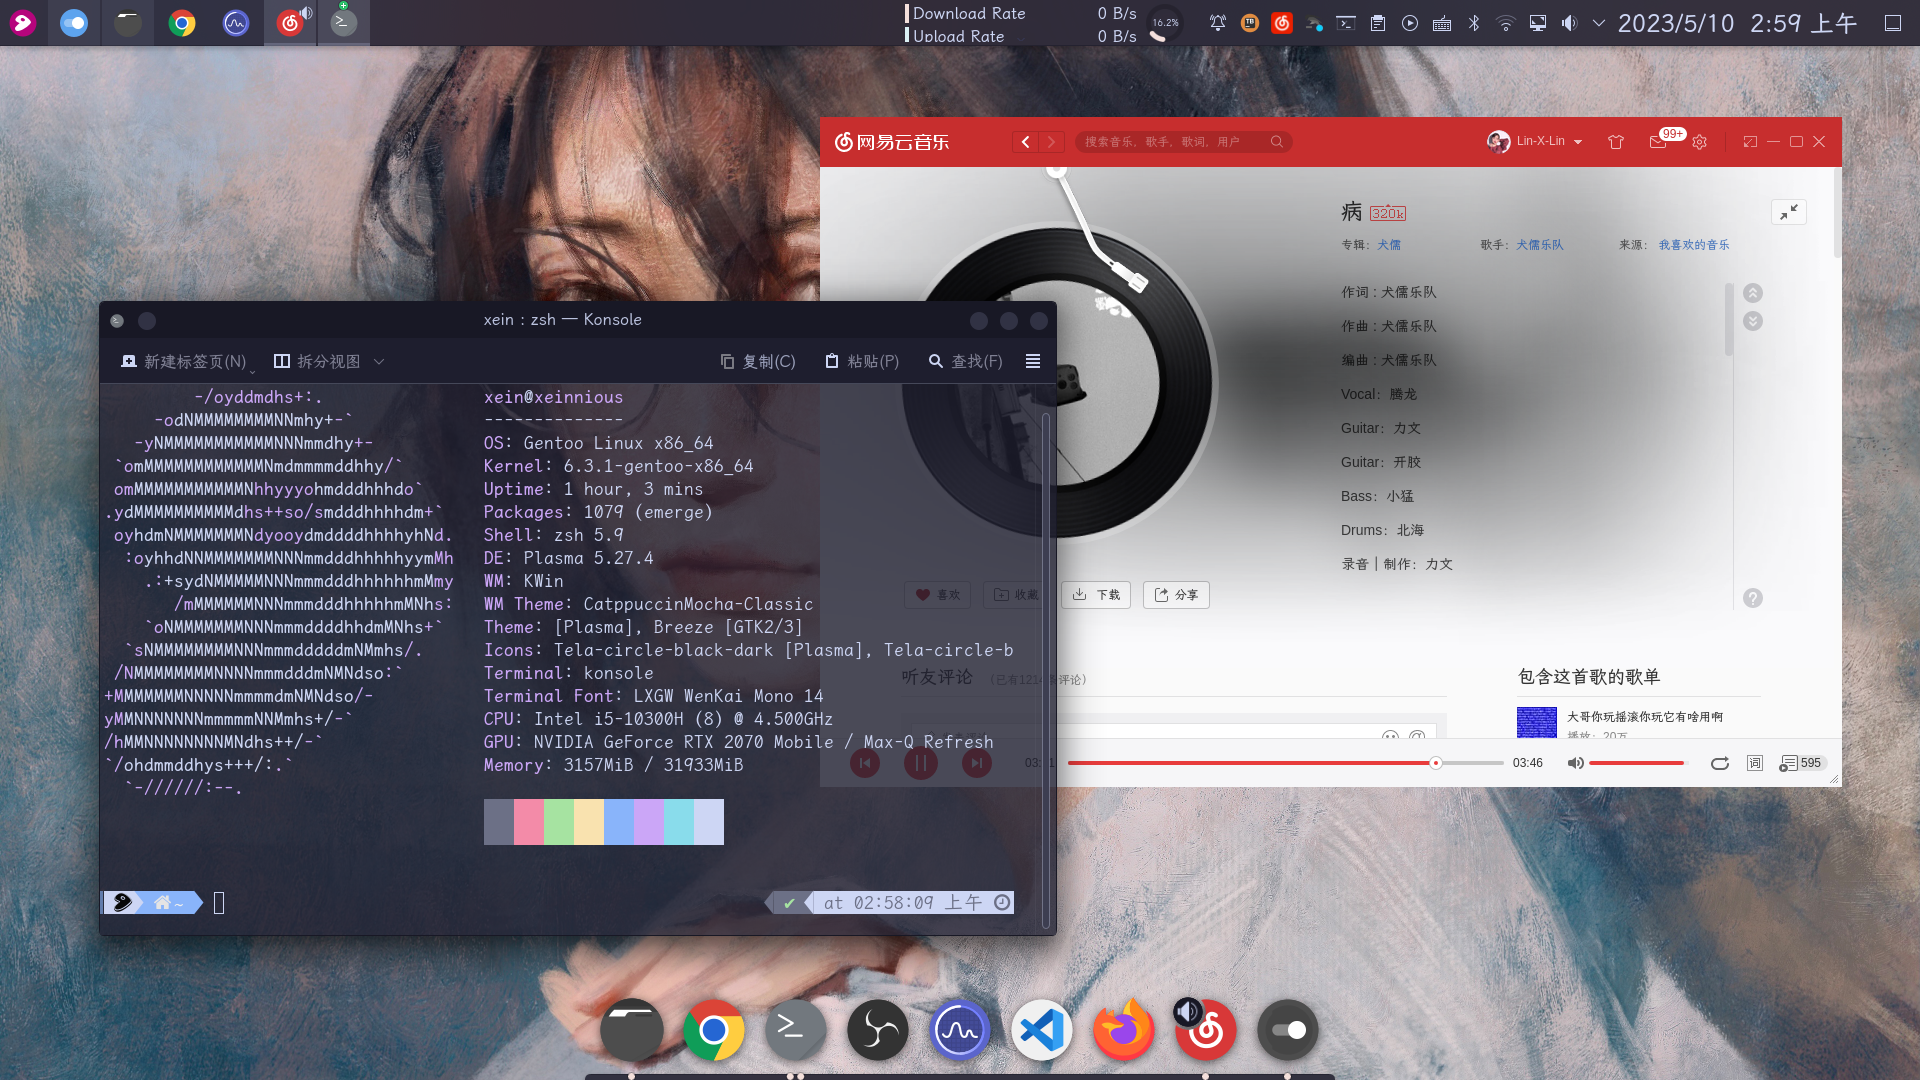 Download Rate 0 B/s
Upload Rate 0 B/s
16.2%
2023/5/10 2:59 上午
网易云音乐
搜索音乐, 歌手, 歌词, 用户
Lin-X-Lin
99+
病 320k
专辑: 犬儒 歌手: 犬儒乐队 来源: 我喜欢的音乐
作词 : 犬儒乐队
作曲 : 犬儒乐队
编曲 : 犬儒乐队
Vocal: 腾龙
Guitar: 力文
Guitar: 开胶
Bass: 小猛
Drums: 北海
录音 | 制作: 力文
喜欢 收藏 下载 分享
听友评论
包含这首歌的歌单
大哥你玩摇滚你玩它有啥用啊
播放: 20万
03:46
词
595
xein : zsh — Konsole
新建标签页(N) 拆分视图 复制(C) 粘贴(P) 查找(F)
-/oyddmdhs+:.
-odNMMMMMMMMNNmhy+-`
-yNMMMMMMMMMMMNNNmmdhy+-
`omMMMMMMMMMMMMNmdmmmmddhhy/`
omMMMMMMMMMMMNhhyyyohmdddhhhdo`
.ydMMMMMMMMMMdhs++so/smdddhhhhdm+`
oyhdmNMMMMMMMNdyooydmddddhhhhyhNd.
:oyhhdNNMMMMMMMNNNmmdddhhhhhyymMh
.:+sydNMMMMMNNNmmmdddhhhhhhmMmy
/mMMMMMMNNNmmmdddhhhhhmMNhs:
`oNMMMMMMMNNNmmmddddhhdmMNhs+`
`sNMMMMMMMMNNNmmmdddddmNMmhs/.
/NMMMMMMMMNNNNmmmdddmNMNdso:`
+MMMMMMMNNNNNmmmmdmNMNdso/-
yMMNNNNNNNmmmmmNNMmhs+/-`
/hMMNNNNNNNNMNdhs++/-`
`/ohdmmddhys+++/:.`
`-//////:--.
xein@xeinnious
--------------
OS: Gentoo Linux x86_64
Kernel: 6.3.1-gentoo-x86_64
Uptime: 1 hour, 3 mins
Packages: 1079 (emerge)
Shell: zsh 5.9
DE: Plasma 5.27.4
WM: KWin
WM Theme: CatppuccinMocha-Classic
Theme: [Plasma], Breeze [GTK2/3]
Icons: Tela-circle-black-dark [Plasma], Tela-circle-b
Terminal: konsole
Terminal Font: LXGW WenKai Mono 14
CPU: Intel i5-10300H (8) @ 4.500GHz
GPU: NVIDIA GeForce RTX 2070 Mobile / Max-Q Refresh
Memory: 3157MiB / 31933MiB
~
✔ at 02:58:09 上午